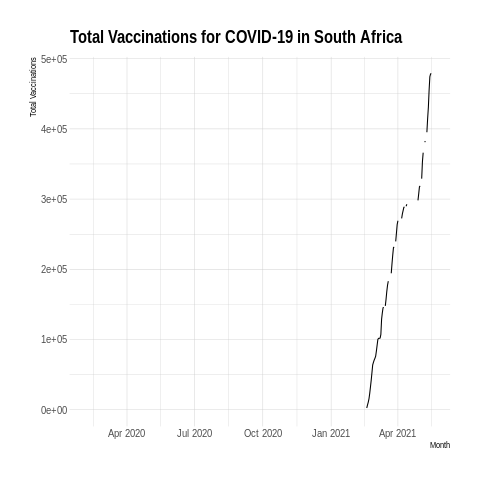 Total Vaccinations for COVID-19 in South Africa
Total Vaccinations
5e+05
4e+05
3e+05
2e+05
1e+05
0e+00
Apr 2020 Jul 2020 Oct 2020 Jan 2021 Apr 2021
Month